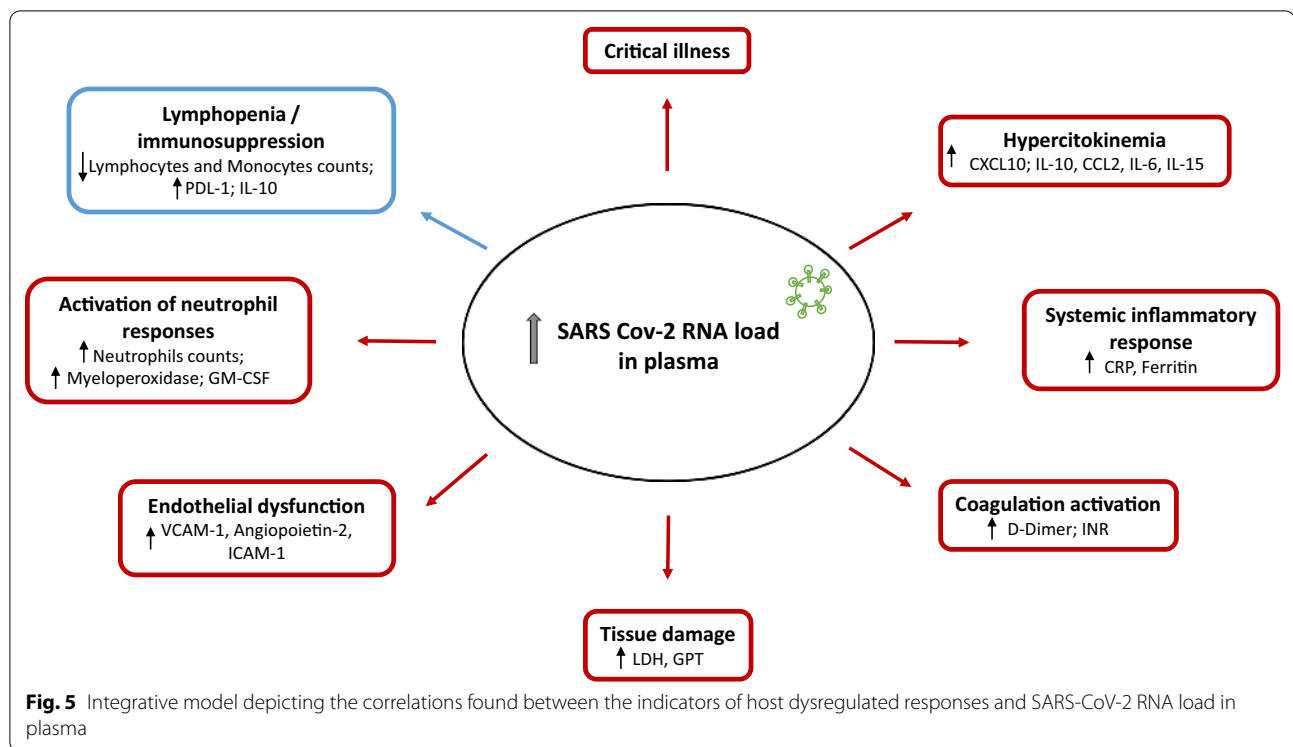 Critical illness
Lymphopenia /
immunosuppression
↓Lymphocytes and Monocytes counts;
↑PDL-1; IL-10
Hypercitokinemia
↑ CXCL10; IL-10, CCL2, IL-6, IL-15
Activation of neutrophil
responses
↑ Neutrophils counts;
↑ Myeloperoxidase; GM-CSF
↑ SARS Cov-2 RNA load
in plasma
Systemic inflammatory
response
↑ CRP, Ferritin
Endothelial dysfunction
↑ VCAM-1, Angiopoietin-2,
ICAM-1
Coagulation activation
↑ D-Dimer; INR
Tissue damage
↑ LDH, GPT
Fig. 5 Integrative model depicting the correlations found between the indicators of host dysregulated responses and SARS-CoV-2 RNA load in
plasma